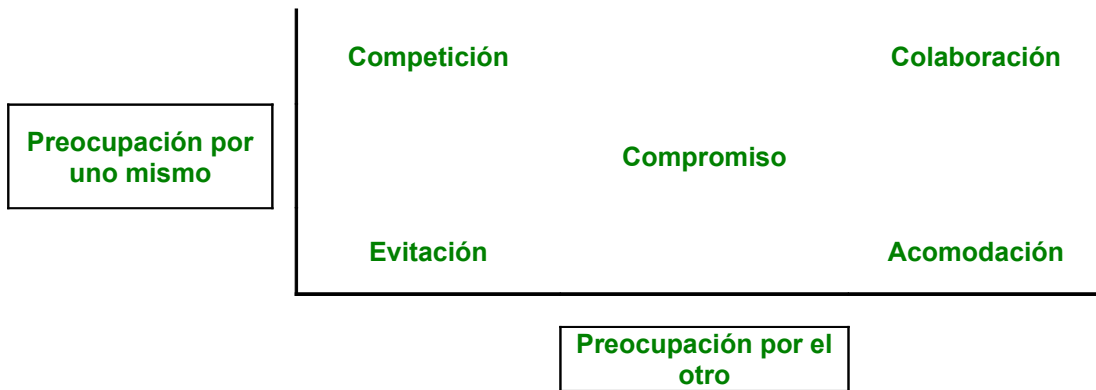 Competición
Colaboración
Preocupación por
uno mismo
Compromiso
Evitación
Acomodación
Preocupación por el
otro